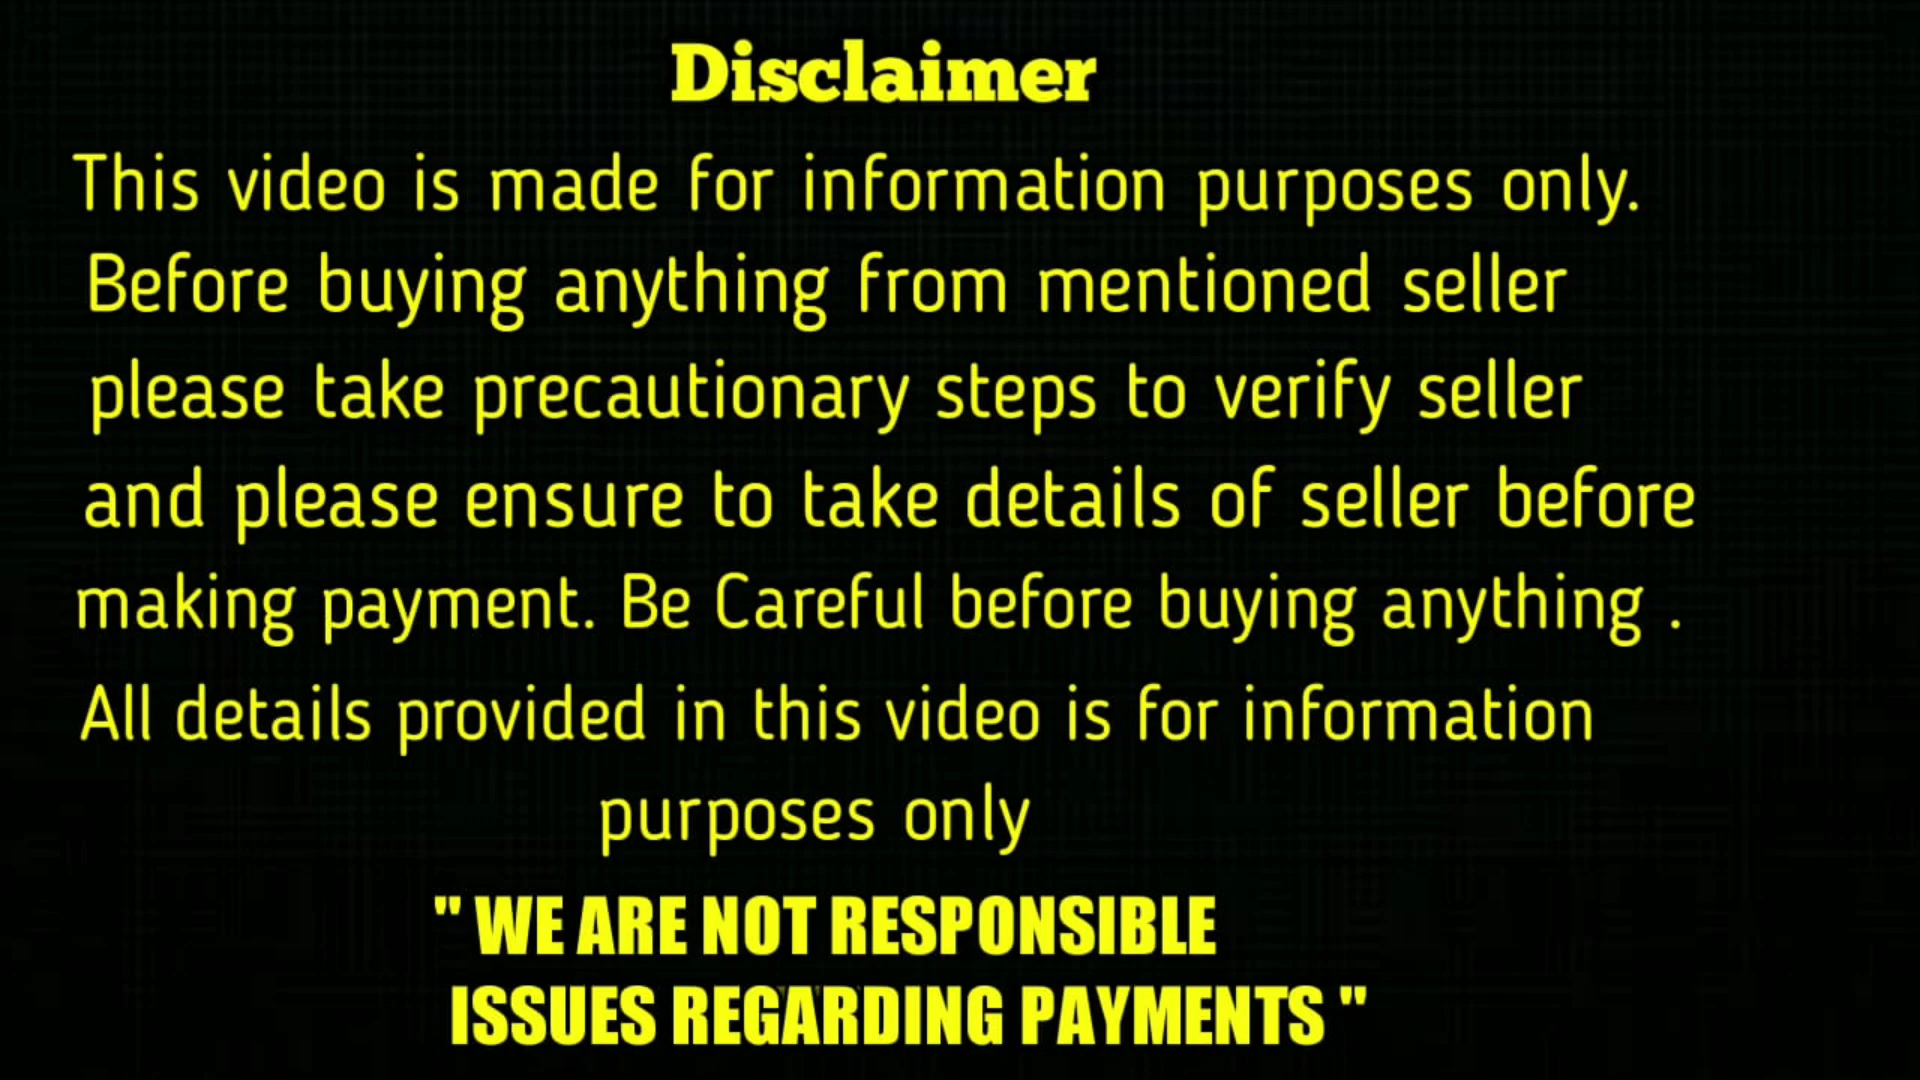 Disclaimer
This video is made for information purposes only.
Before buying anything from mentioned seller
please take precautionary steps to verify seller
and please ensure to take details of seller before
making payment. Be Careful before buying anything .
All details provided in this video is for information
purposes only
" WE ARE NOT RESPONSIBLE
ISSUES REGARDING PAYMENTS "